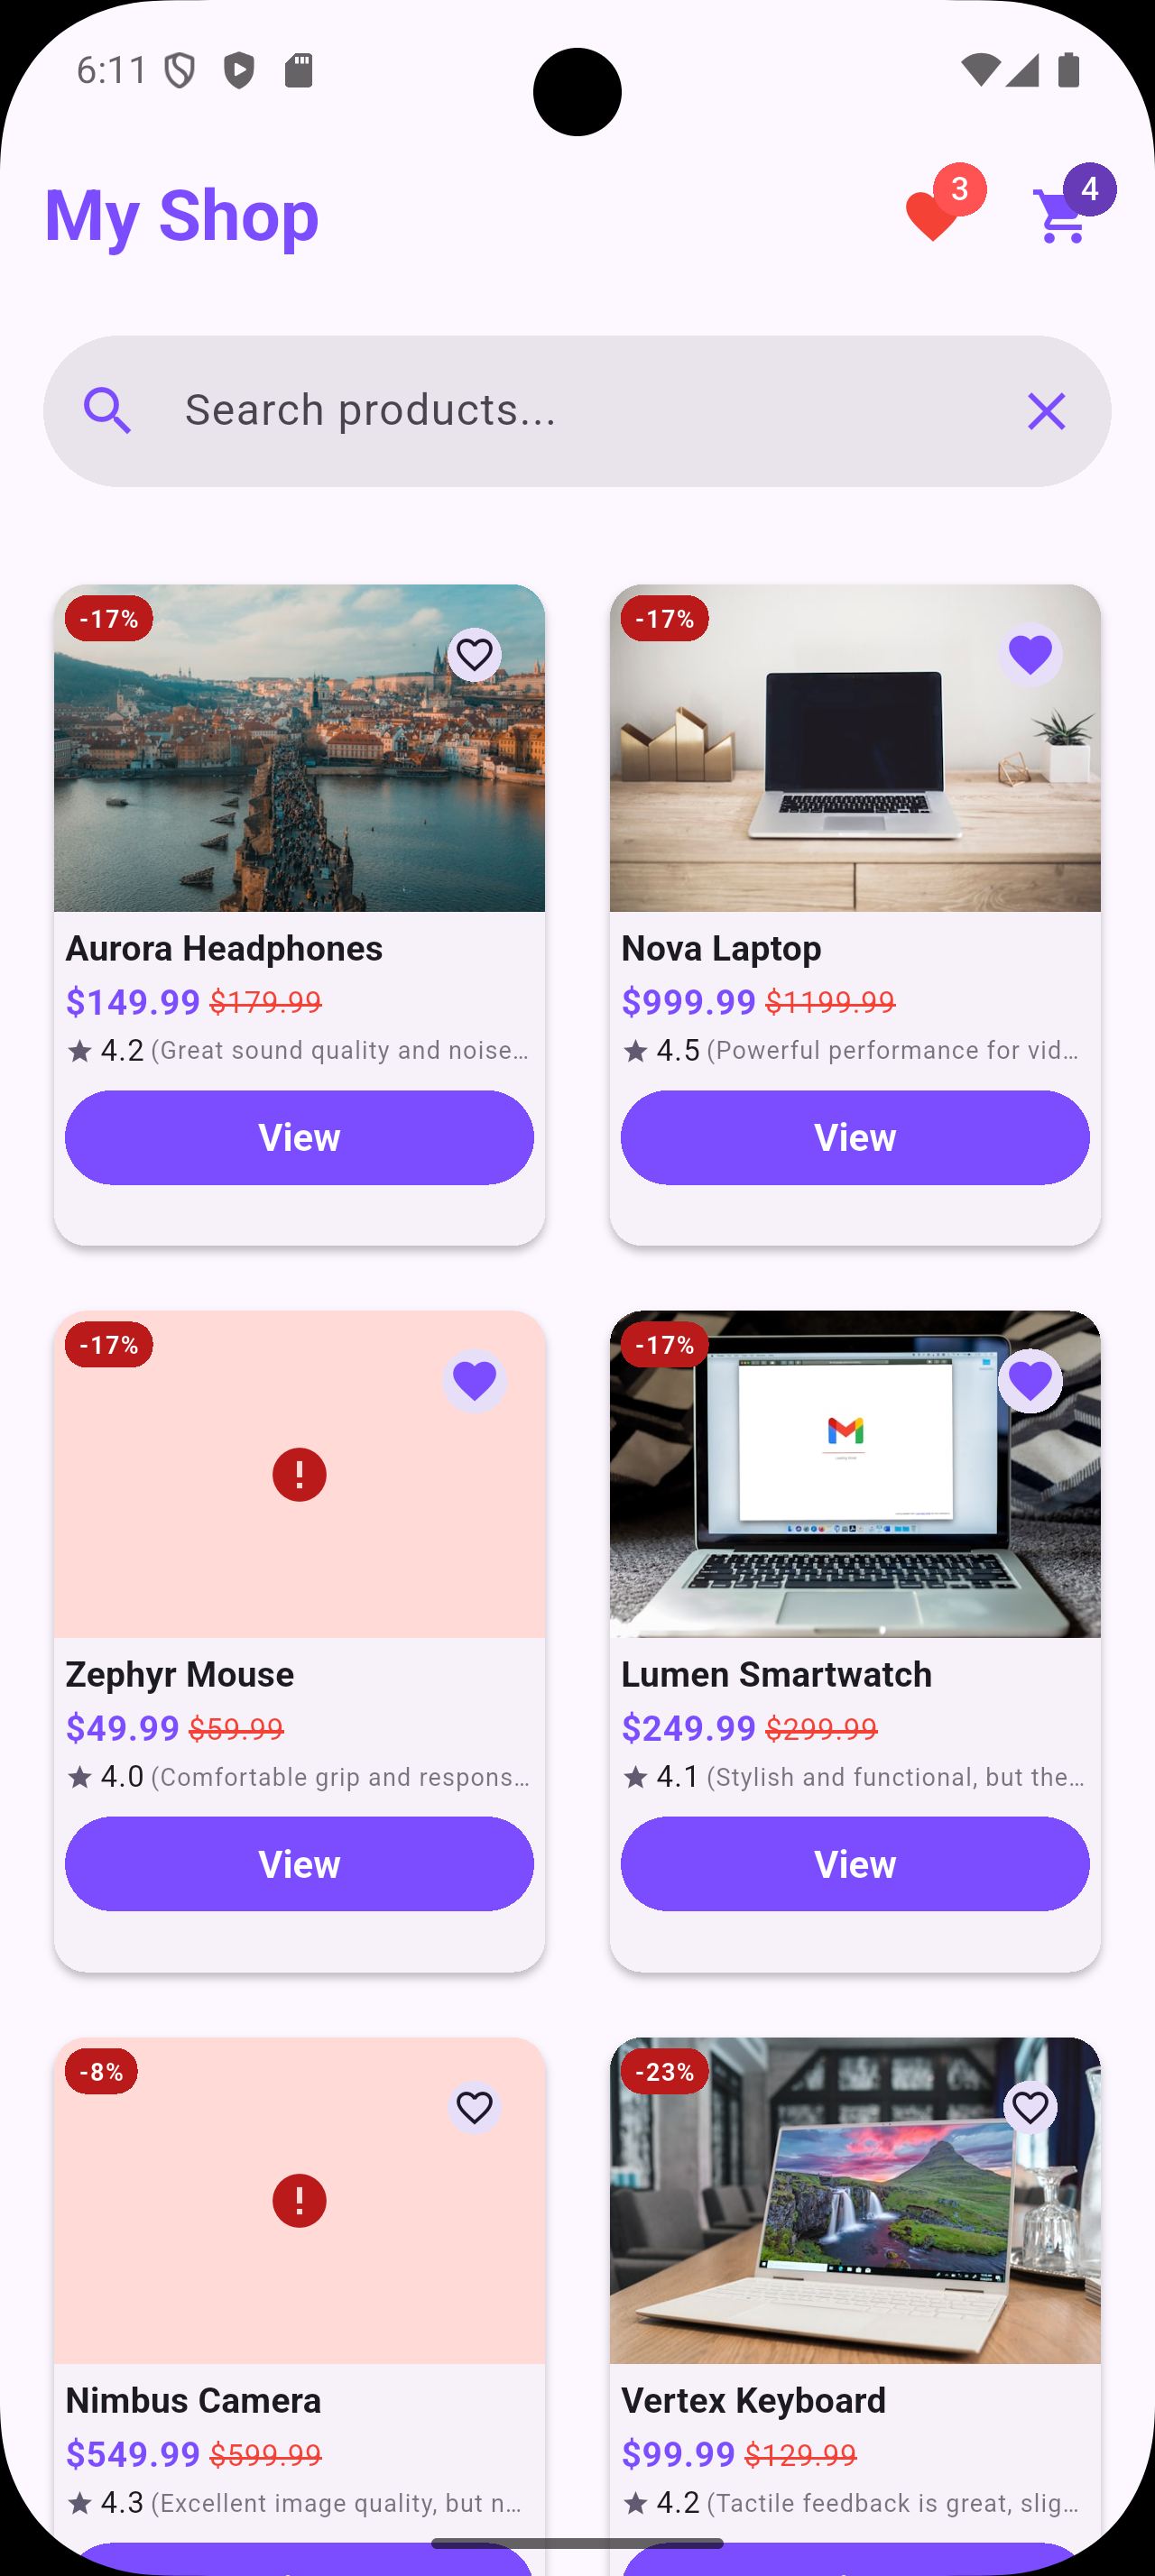 6:11
My Shop
3
4
Search products...
-17%
-17%
Aurora Headphones
$149.99 $179.99
4.2 (Great sound quality and noise…
View
Nova Laptop
$999.99 $1199.99
4.5 (Powerful performance for vid…
View
-17%
-17%
Zephyr Mouse
$49.99 $59.99
4.0 (Comfortable grip and respons…
View
Lumen Smartwatch
$249.99 $299.99
4.1 (Stylish and functional, but the…
View
-8%
-23%
Nimbus Camera
$549.99 $599.99
4.3 (Excellent image quality, but n…
Vertex Keyboard
$99.99 $129.99
4.2 (Tactile feedback is great, slig…